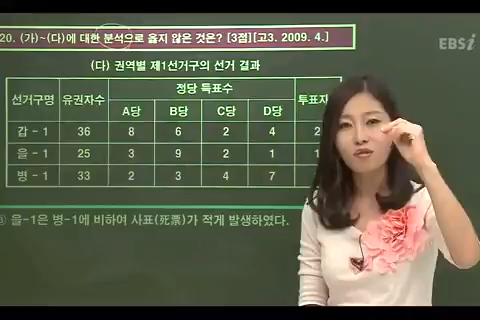 20. (가)~(다)에 대한 분석으로 옳지 않은 것은? [3점][고3. 2009. 4.]
EBSi
(다) 권역별 제1선거구의 선거 결과
선거구명 유권자수 정당 득표수 투표자
A당 B당 C당 D당
갑 - 1 36 8 6 2 4 2
을 - 1 25 3 9 2 1 1
병 - 1 33 2 3 4 7
을-1은 병-1에 비하여 사표(死票)가 적게 발생하였다.